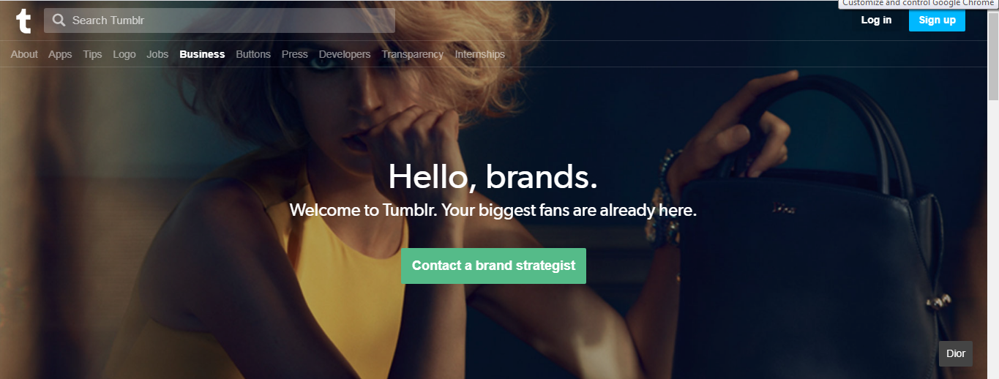 Customize and control Google Chrome
t
Search Tumblr
Log in
Sign up
About Apps Tips Logo Jobs Business Buttons Press Developers Transparency Internships
Hello, brands.
Welcome to Tumblr. Your biggest fans are already here.
Contact a brand strategist
Dior
Dior